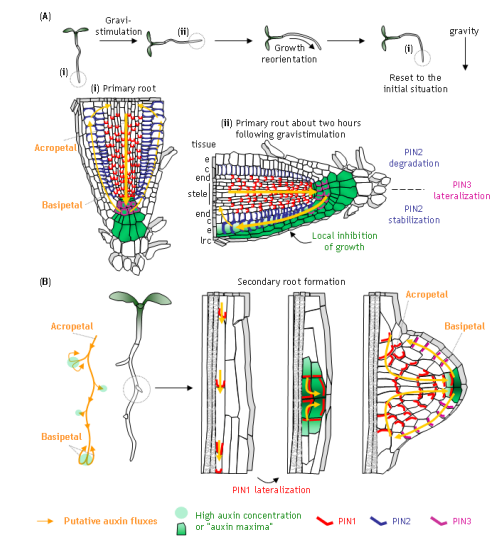 (A)
Gravi-
stimulation
(ii)
(i)
Growth
reorientation
(i)
Reset to the
initial situation
gravity
(i) Primary root
Acropetal
Basipetal
(ii) Primary rout about two hours
following gravistimulation
tissue
e
c
end
stele
end
c
e
lrc
PIN2
degradation
PIN3
lateralization
PIN2
stabilization
Local inhibition
of growth
(B)
Secondary root formation
Acropetal
Basipetal
Acropetal
Basipetal
PIN1 lateralization
Putative auxin fluxes
High auxin concentration
or "auxin maxima"
PIN1
PIN2
PIN3